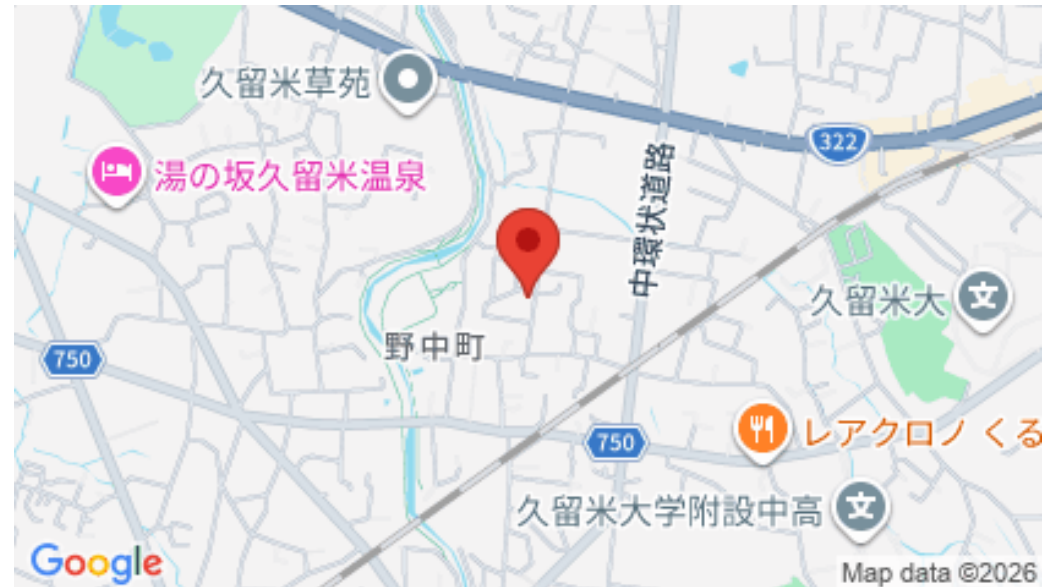 久留米草苑
322
湯の坂久留米温泉
中環状道路
久留米大
野中町
750
750
レアクロノ くる
久留米大学附設中高
Google
Map data ©2026